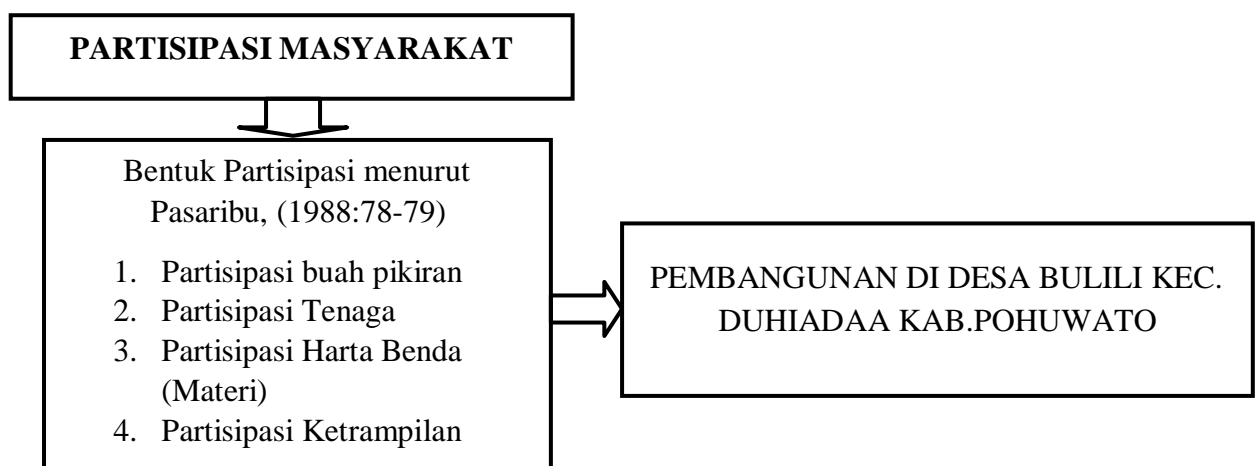 PARTISIPASI MASYARAKAT
Bentuk Partisipasi menurut
Pasaribu, (1988:78-79)
1. Partisipasi buah pikiran
2. Partisipasi Tenaga
3. Partisipasi Harta Benda
(Materi)
4. Partisipasi Ketrampilan
PEMBANGUNAN DI DESA BULILI KEC.
DUHIADAA KAB.POHUWATO